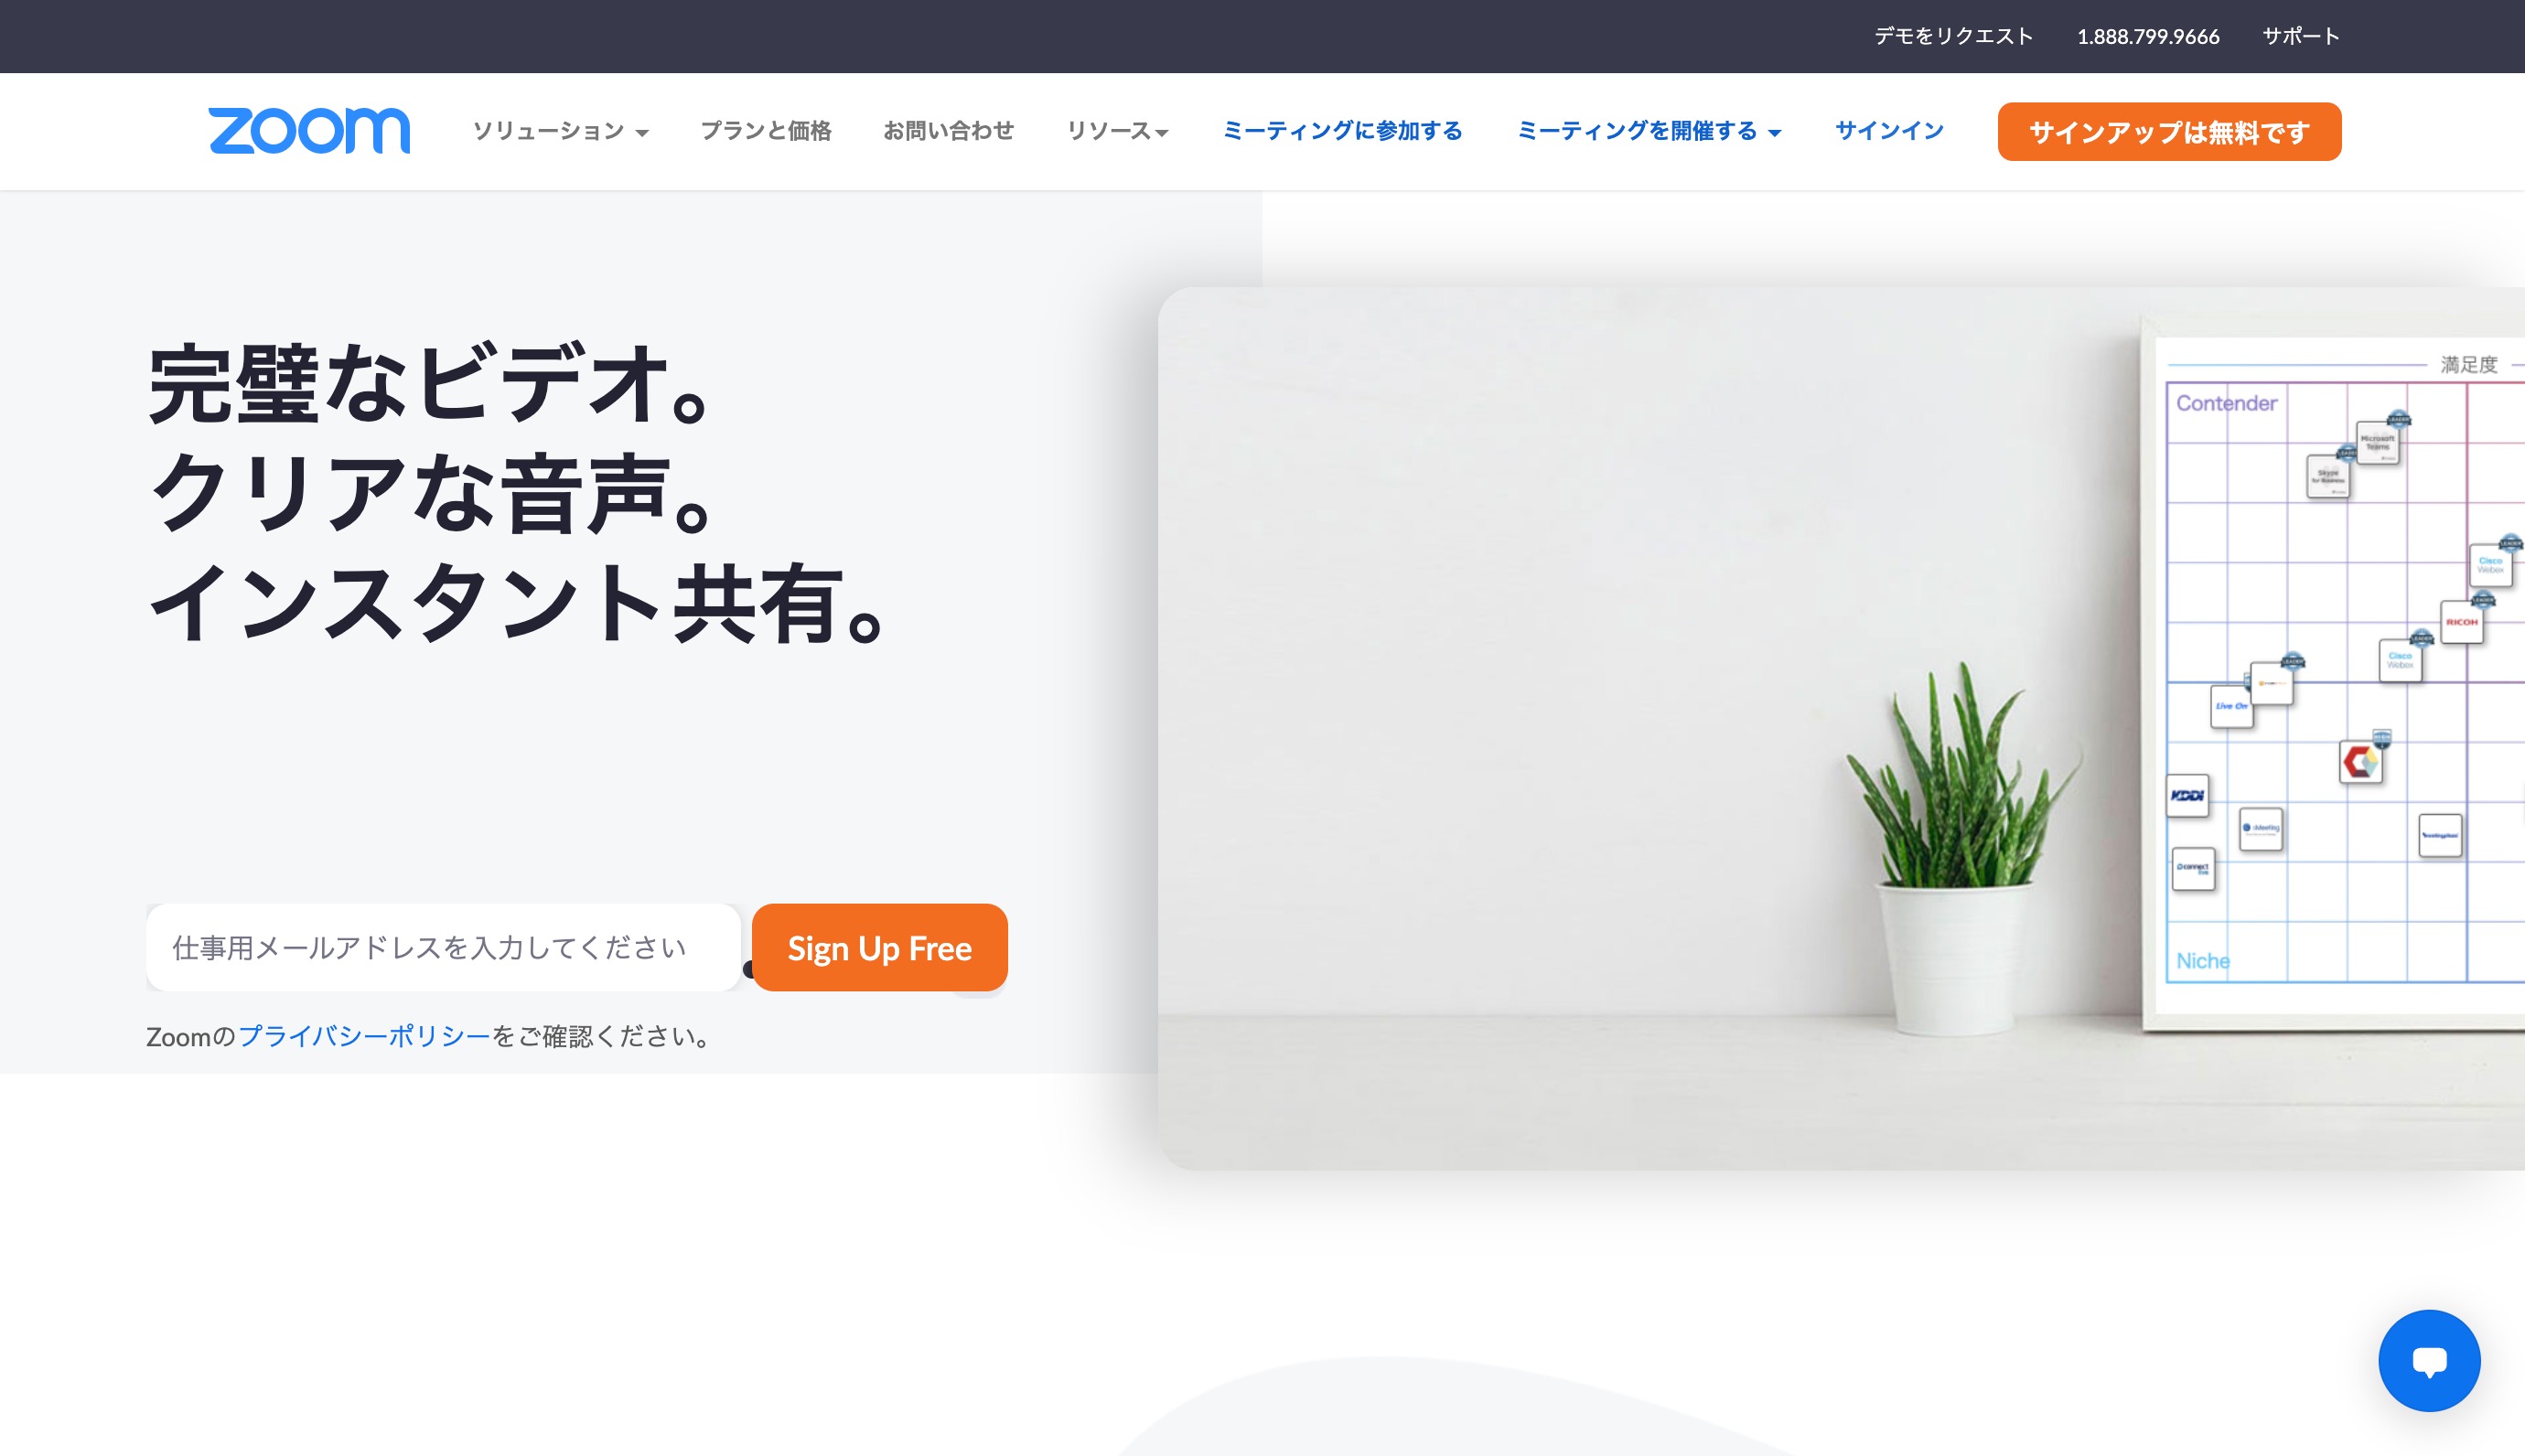 デモをリクエスト 1.888.799.9666 サポート
zoom ソリューション プランと価格 お問い合わせ リソース ミーティングに参加する ミーティングを開催する サインイン サインアップは無料です
完璧なビデオ。
クリアな音声。
インスタント共有。
仕事用メールアドレスを入力してください Sign Up Free
Zoomのプライバシーポリシーをご確認ください。
満足度
Contender
Microsoft Teams
Skype for Business
Cisco Webex
RICOH
Cisco Webex
Live On
KDDI
connect live
Niche